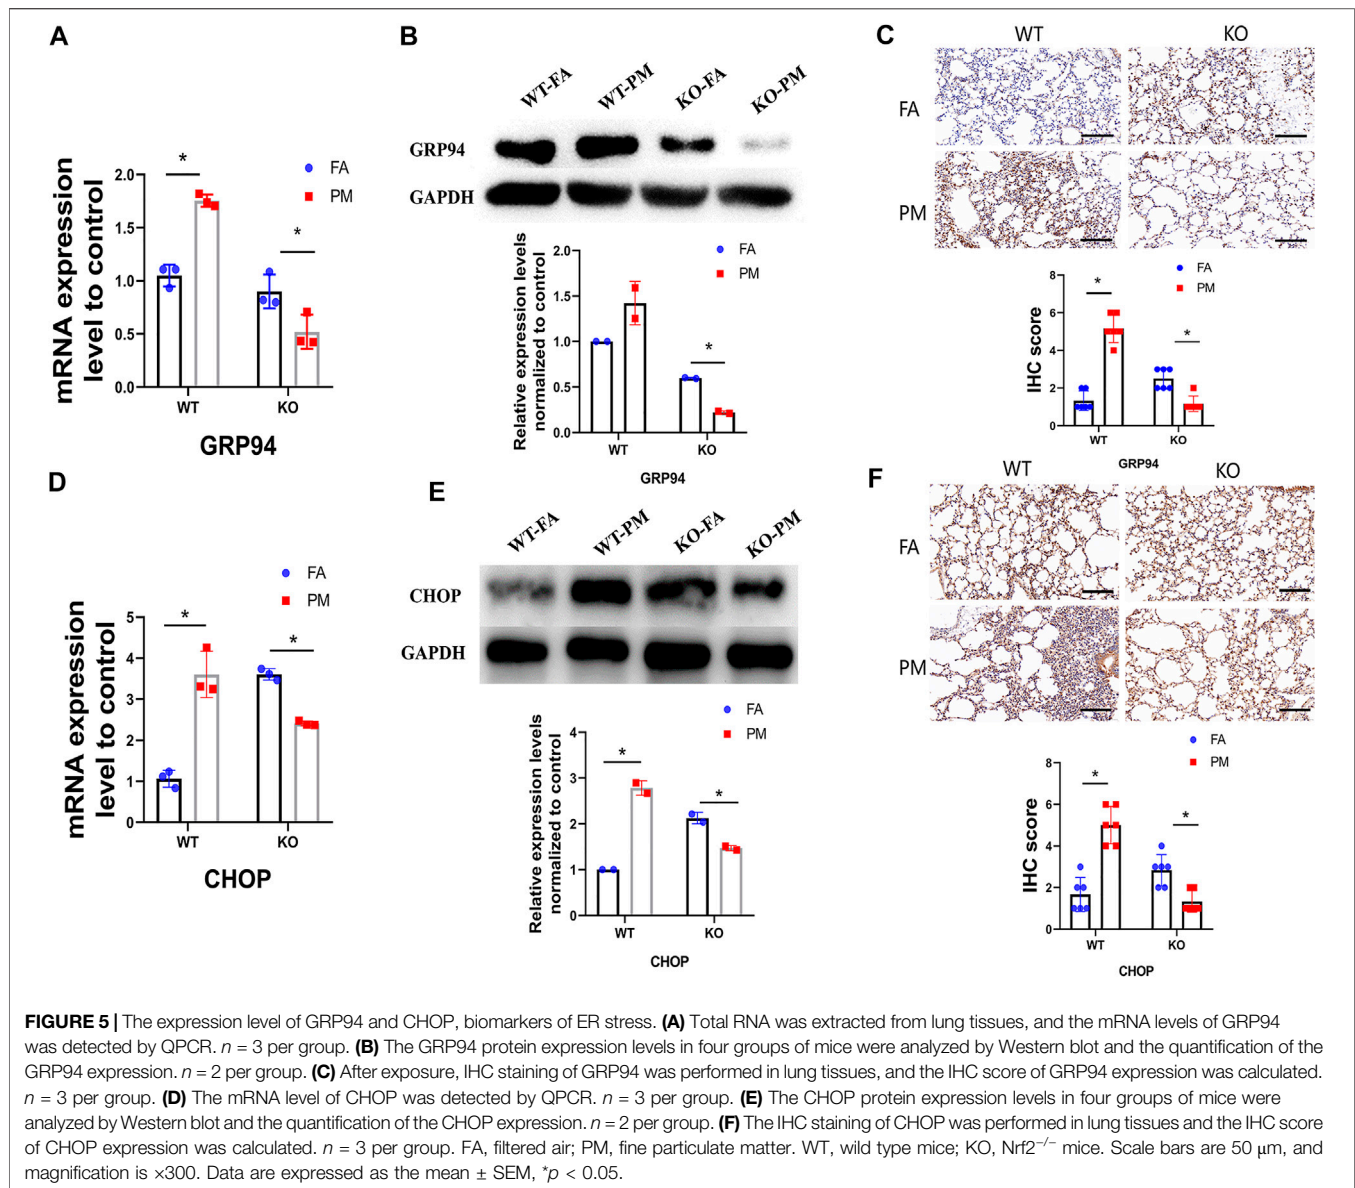 A
mRNA expression
level to control
2.0
1.5
1.0
0.5
0.0
*
*
FA
PM
WT
KO
GRP94
B
WT-FA
WT-PM
KO-FA
KO-PM
GRP94
GAPDH
Relative expression levels
normalized to control
2.0
1.5
1.0
0.5
0.0
FA
PM
*
WT
KO
GRP94
C
WT
KO
FA
PM
IHC score
8
6
4
2
0
*
*
FA
PM
WT
KO
GRP94
D
mRNA expression
level to control
5
4
3
2
1
0
*
*
FA
PM
WT
KO
CHOP
E
WT-FA
WT-PM
KO-FA
KO-PM
CHOP
GAPDH
Relative expression levels
normalized to control
4
3
2
1
0
*
*
FA
PM
WT
KO
CHOP
F
WT
KO
FA
PM
IHC score
8
6
4
2
0
*
*
FA
PM
WT
KO
CHOP
FIGURE 5 | The expression level of GRP94 and CHOP, biomarkers of ER stress. (A) Total RNA was extracted from lung tissues, and the mRNA levels of GRP94
was detected by QPCR. n = 3 per group. (B) The GRP94 protein expression levels in four groups of mice were analyzed by Western blot and the quantification of the
GRP94 expression. n = 2 per group. (C) After exposure, IHC staining of GRP94 was performed in lung tissues, and the IHC score of GRP94 expression was calculated.
n = 3 per group. (D) The mRNA level of CHOP was detected by QPCR. n = 3 per group. (E) The CHOP protein expression levels in four groups of mice were
analyzed by Western blot and the quantification of the CHOP expression. n = 2 per group. (F) The IHC staining of CHOP was performed in lung tissues and the IHC score
of CHOP expression was calculated. n = 3 per group. FA, filtered air; PM, fine particulate matter. WT, wild type mice; KO, Nrf2−/− mice. Scale bars are 50 μm, and
magnification is ×300. Data are expressed as the mean ± SEM, *p < 0.05.